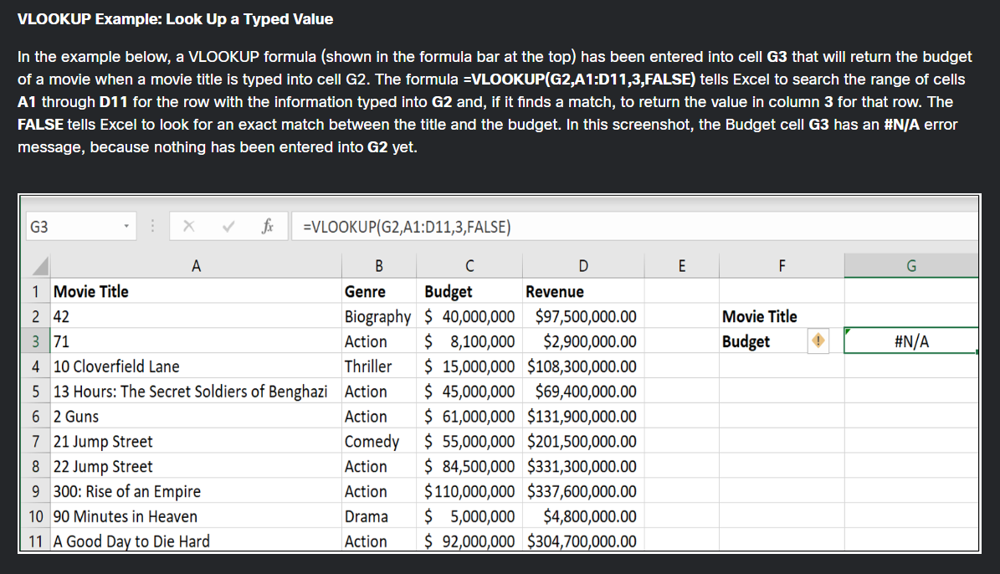 VLOOKUP Example: Look Up a Typed Value
In the example below, a VLOOKUP formula (shown in the formula bar at the top) has been entered into cell G3 that will return the budget
of a movie when a movie title is typed into cell G2. The formula =VLOOKUP(G2,A1:D11,3,FALSE) tells Excel to search the range of cells
A1 through D11 for the row with the information typed into G2 and, if it finds a match, to return the value in column 3 for that row. The
FALSE tells Excel to look for an exact match between the title and the budget. In this screenshot, the Budget cell G3 has an #N/A error
message, because nothing has been entered into G2 yet.
G3 fx =VLOOKUP(G2,A1:D11,3,FALSE)
A B C D E F G
1 Movie Title Genre Budget Revenue
2 42 Biography $ 40,000,000 $97,500,000.00 Movie Title
3 71 Action $ 8,100,000 $2,900,000.00 Budget ! #N/A
4 10 Cloverfield Lane Thriller $ 15,000,000 $108,300,000.00
5 13 Hours: The Secret Soldiers of Benghazi Action $ 45,000,000 $69,400,000.00
6 2 Guns Action $ 61,000,000 $131,900,000.00
7 21 Jump Street Comedy $ 55,000,000 $201,500,000.00
8 22 Jump Street Action $ 84,500,000 $331,300,000.00
9 300: Rise of an Empire Action $110,000,000 $337,600,000.00
10 90 Minutes in Heaven Drama $ 5,000,000 $4,800,000.00
11 A Good Day to Die Hard Action $ 92,000,000 $304,700,000.00